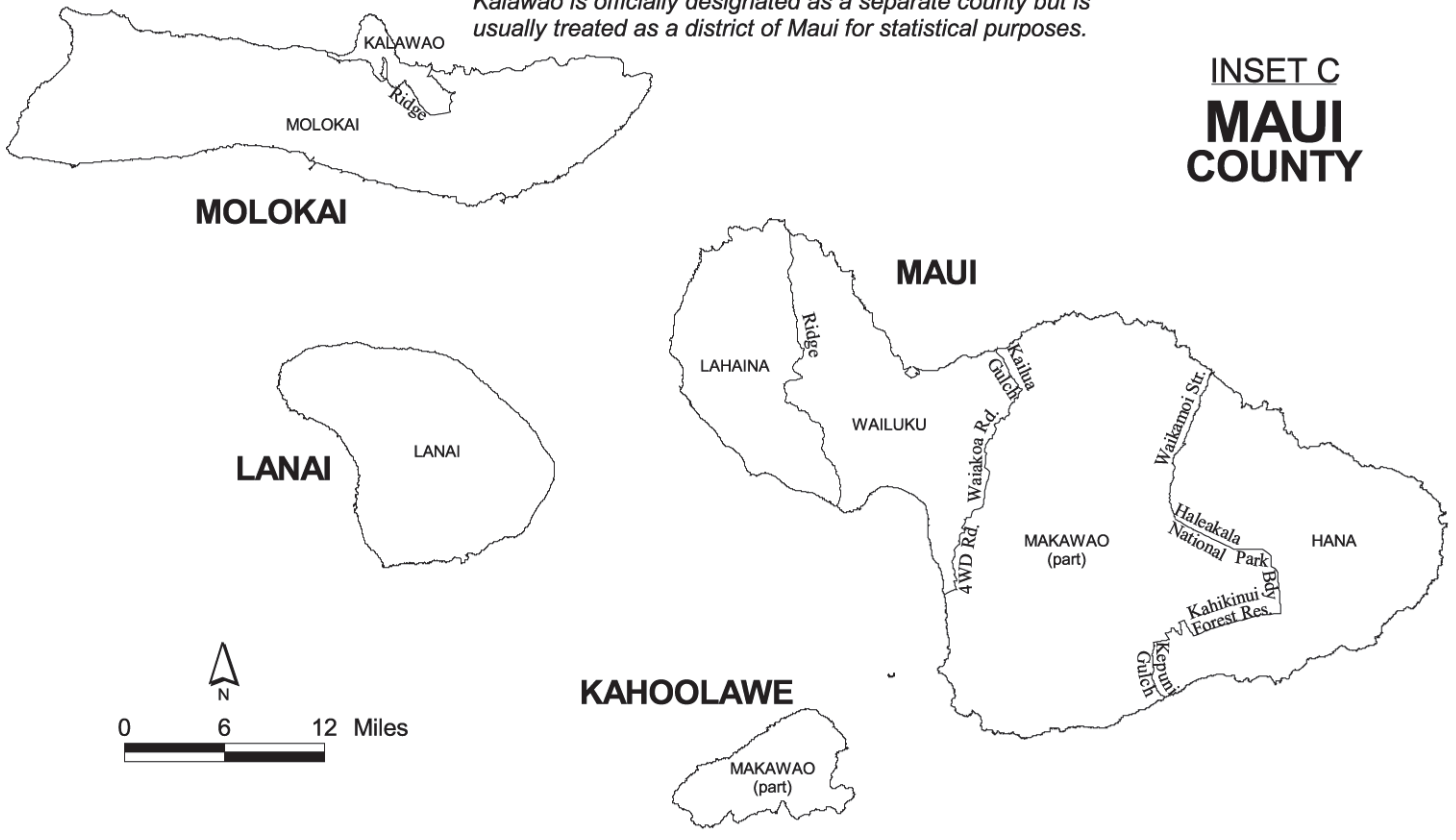 Kalawao is officially designated as a separate county but is
usually treated as a district of Maui for statistical purposes.
INSET C
MAUI
COUNTY
KALAWAO
Ridge
MOLOKAI
MOLOKAI
MAUI
Ridge
LAHAINA
Kailua
Gulch
WAILUKU
Waiakoa Rd.
4WD Rd.
Waikamoi Str.
MAKAWAO
(part)
Haleakala
National Park
Bdy
HANA
Kahikinui
Forest Res.
Kepuni
Gulch
LANAI
LANAI
KAHOOLAWE
MAKAWAO
(part)
N
0 6 12 Miles